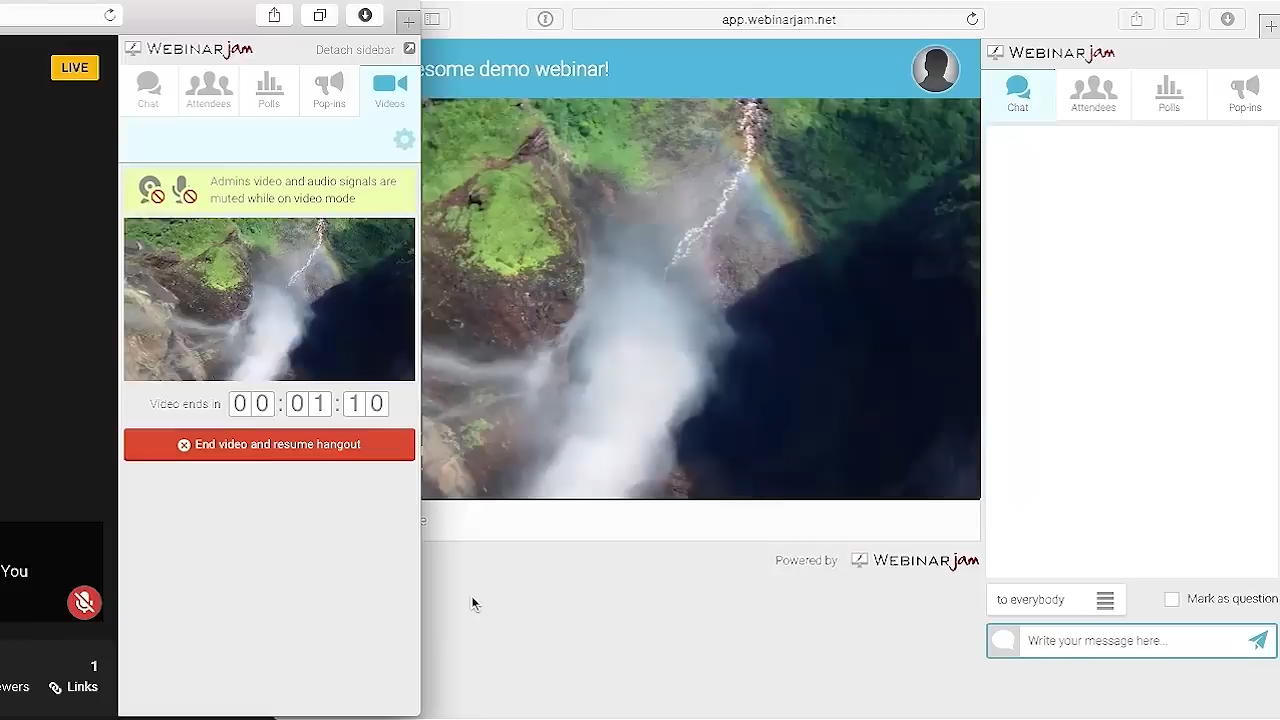 LIVE
You
1
ewers
Links
WEBINARjam
Detach sidebar
Chat
Attendees
Polls
Pop-ins
Videos
Admins video and audio signals are
muted while on video mode
Video ends in 00:01:10
End video and resume hangout
app.webinarjam.net
esome demo webinar!
e
Powered by WEBINARjam
WEBINARjam
Chat
Attendees
Polls
Pop-ins
to everybody
Mark as question
Write your message here...